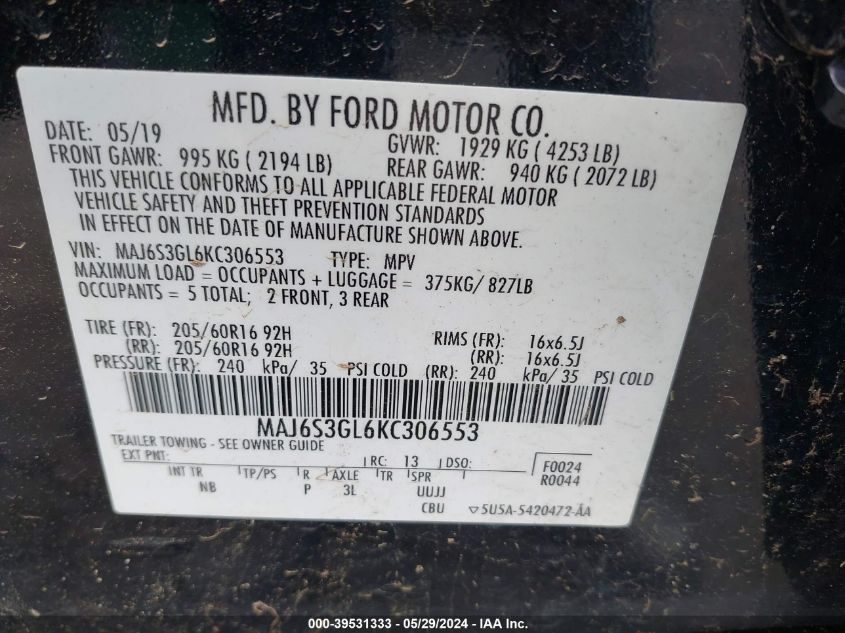 MFD. BY FORD MOTOR CO.
DATE: 05/19 GVWR: 1929 KG ( 4253 LB)
FRONT GAWR: 995 KG ( 2194 LB) REAR GAWR: 940 KG ( 2072 LB)
THIS VEHICLE CONFORMS TO ALL APPLICABLE FEDERAL MOTOR
VEHICLE SAFETY AND THEFT PREVENTION STANDARDS
IN EFFECT ON THE DATE OF MANUFACTURE SHOWN ABOVE.
VIN: MAJ6S3GL6KC306553 TYPE: MPV
MAXIMUM LOAD = OCCUPANTS + LUGGAGE = 375KG/ 827LB
OCCUPANTS = 5 TOTAL; 2 FRONT, 3 REAR
TIRE (FR): 205/60R16 92H RIMS (FR): 16x6.5J
(RR): 205/60R16 92H (RR): 16x6.5J
PRESSURE (FR): 240 kPa/ 35 PSI COLD (RR): 240 kPa/ 35 PSI COLD
MAJ6S3GL6KC306553
TRAILER TOWING - SEE OWNER GUIDE
EXT PNT: RC: 13 DSO: F0024
INT TR TP/PS R AXLE TR SPR R0044
NB P 3L UUJJ
CBU ▽5U5A-5420472-AA
000-39531333 - 05/29/2024 - IAA Inc.